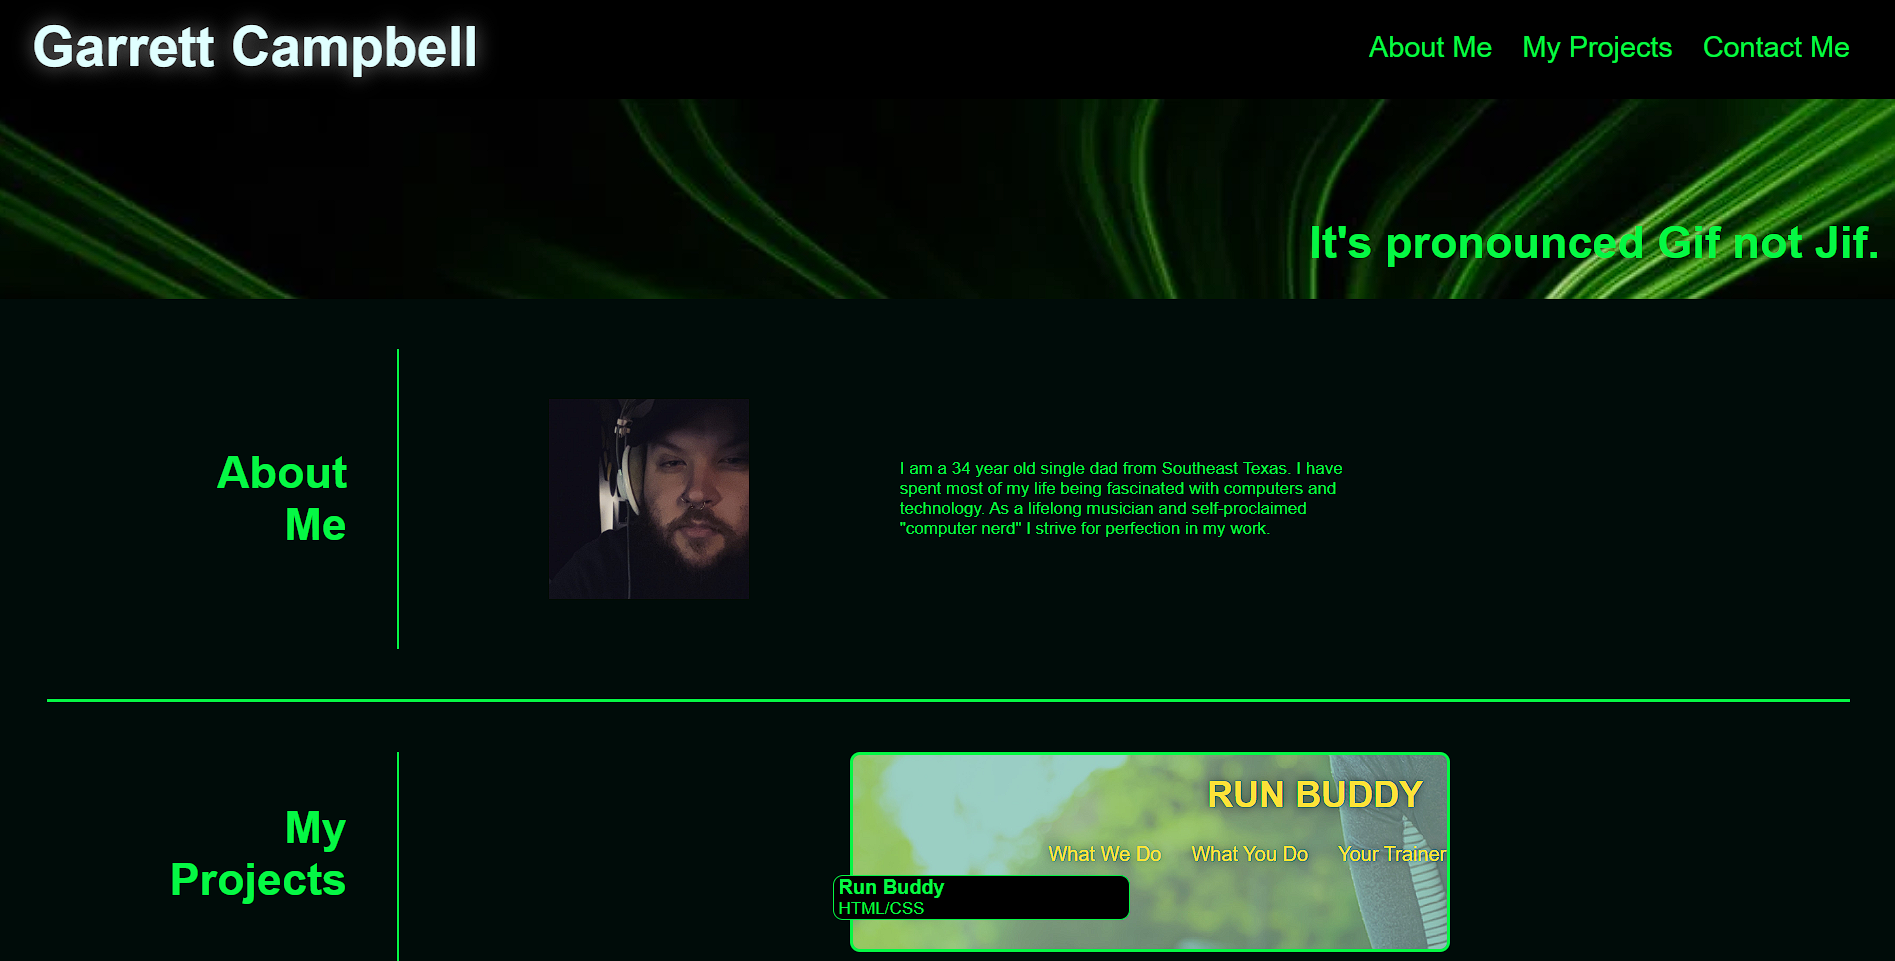 Garrett Campbell
About Me My Projects Contact Me
It's pronounced Gif not Jif.
About
Me
I am a 34 year old single dad from Southeast Texas. I have
spent most of my life being fascinated with computers and
technology. As a lifelong musician and self-proclaimed
"computer nerd" I strive for perfection in my work.
My
Projects
RUN BUDDY
What We Do What You Do Your Trainer
Run Buddy
HTML/CSS